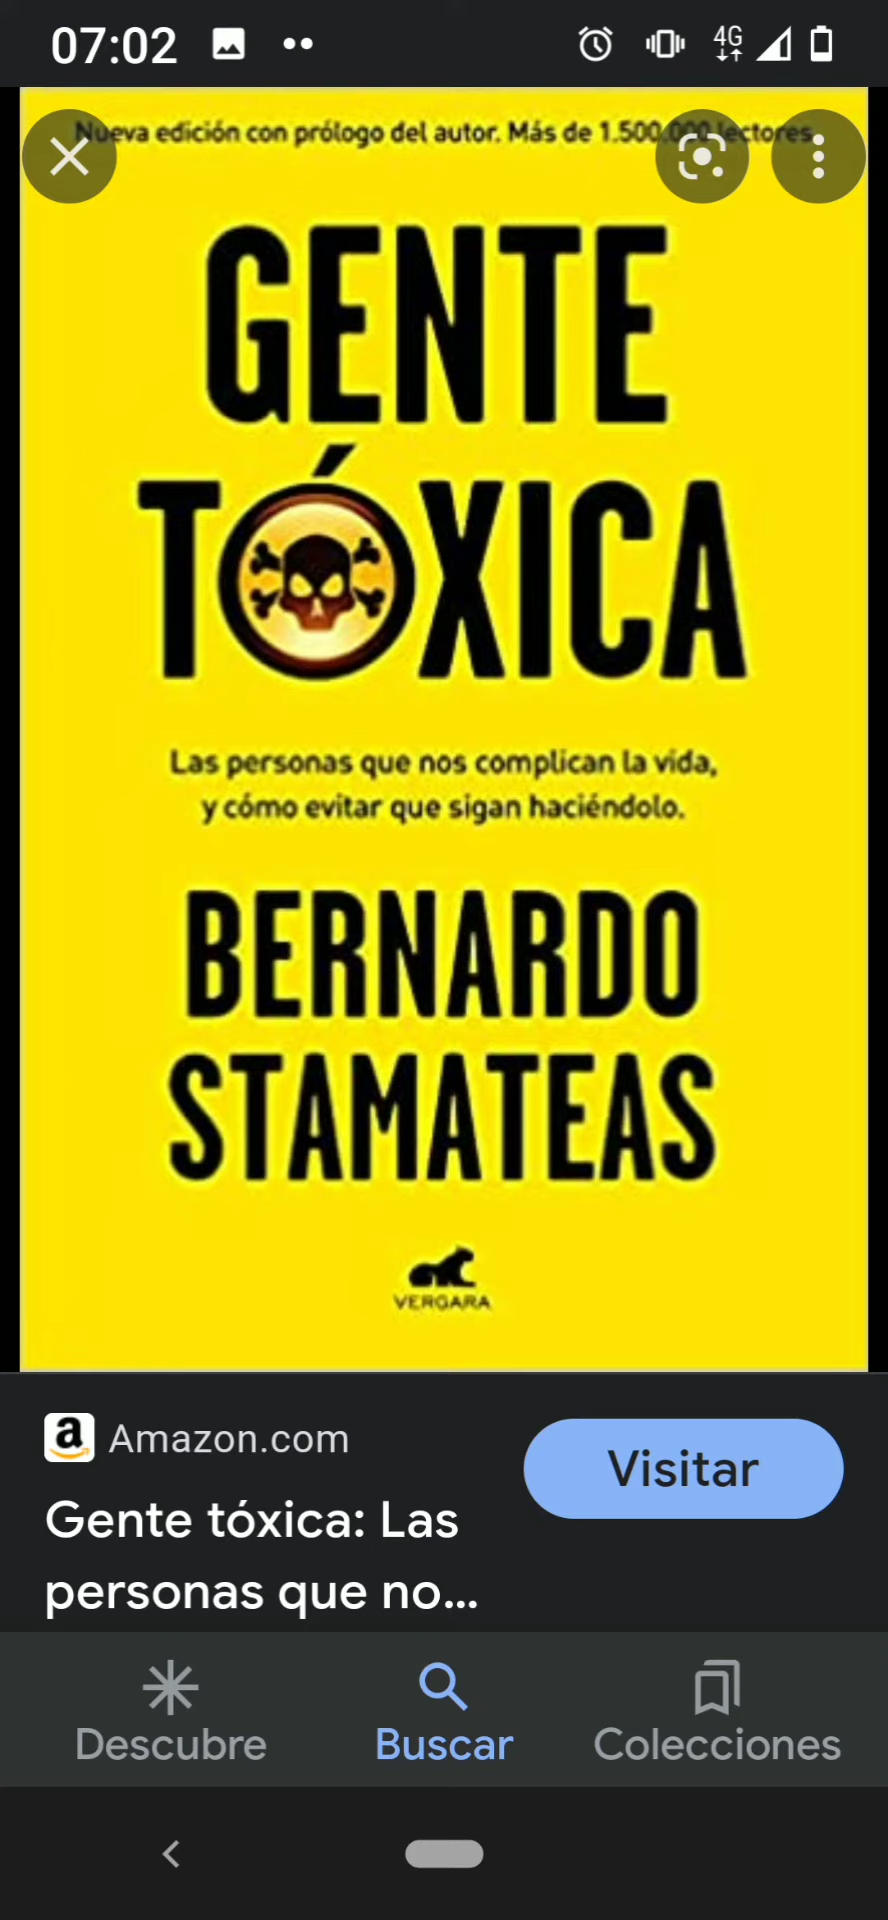 07:02
4G
Nueva edición con prólogo del autor. Más de 1.500.000 lectores.
GENTE
TÓXICA
Las personas que nos complican la vida,
y cómo evitar que sigan haciéndolo.
BERNARDO
STAMATEAS
VERGARA
a Amazon.com
Visitar
Gente tóxica: Las
personas que no...
Descubre
Buscar
Colecciones